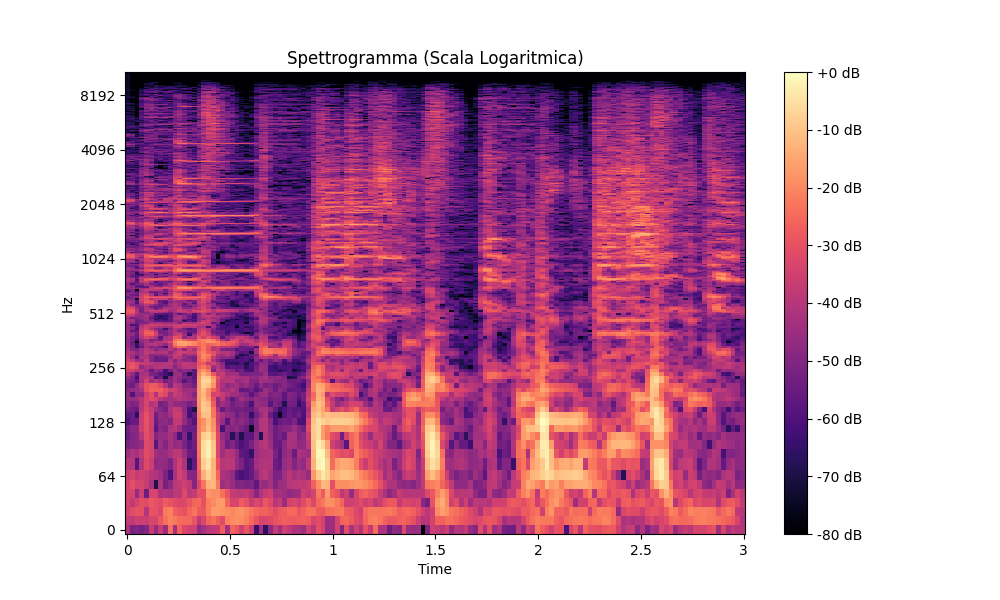 Spettrogramma (Scala Logaritmica)
8192
4096
2048
1024
512
256
128
64
0
Hz
0
0.5
1
1.5
2
2.5
3
Time
+0 dB
-10 dB
-20 dB
-30 dB
-40 dB
-50 dB
-60 dB
-70 dB
-80 dB